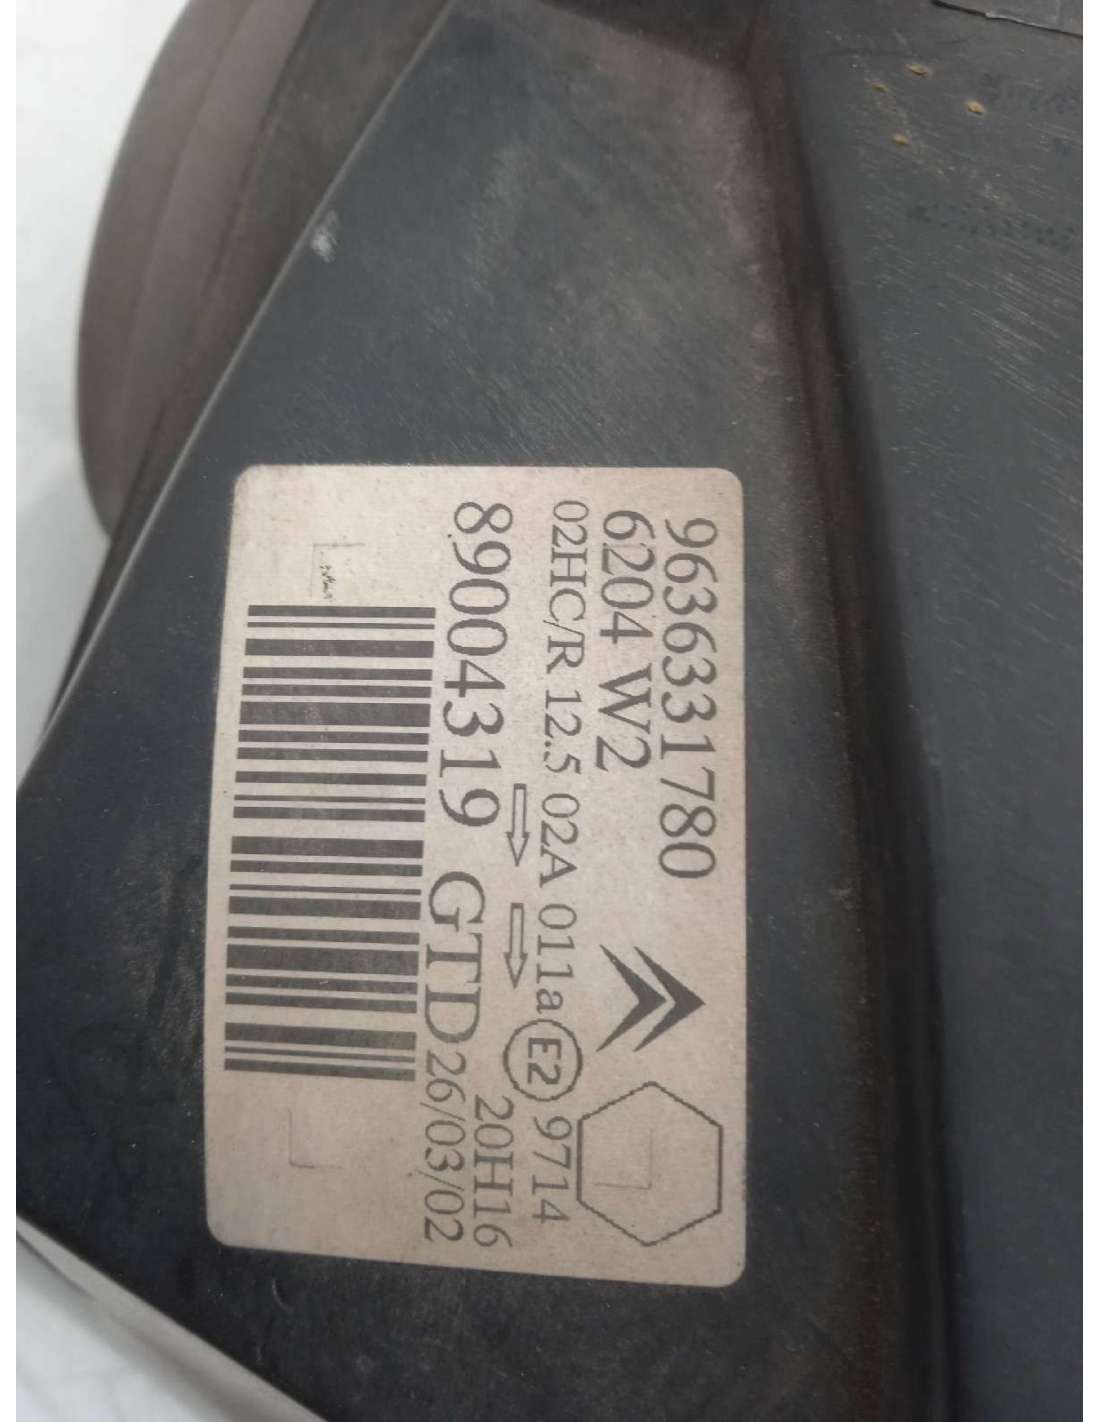 9636331780
6204 W2
02HC/R 12.5 02A 011a E2 9714
89004319 GTD 20H16
26/03/02